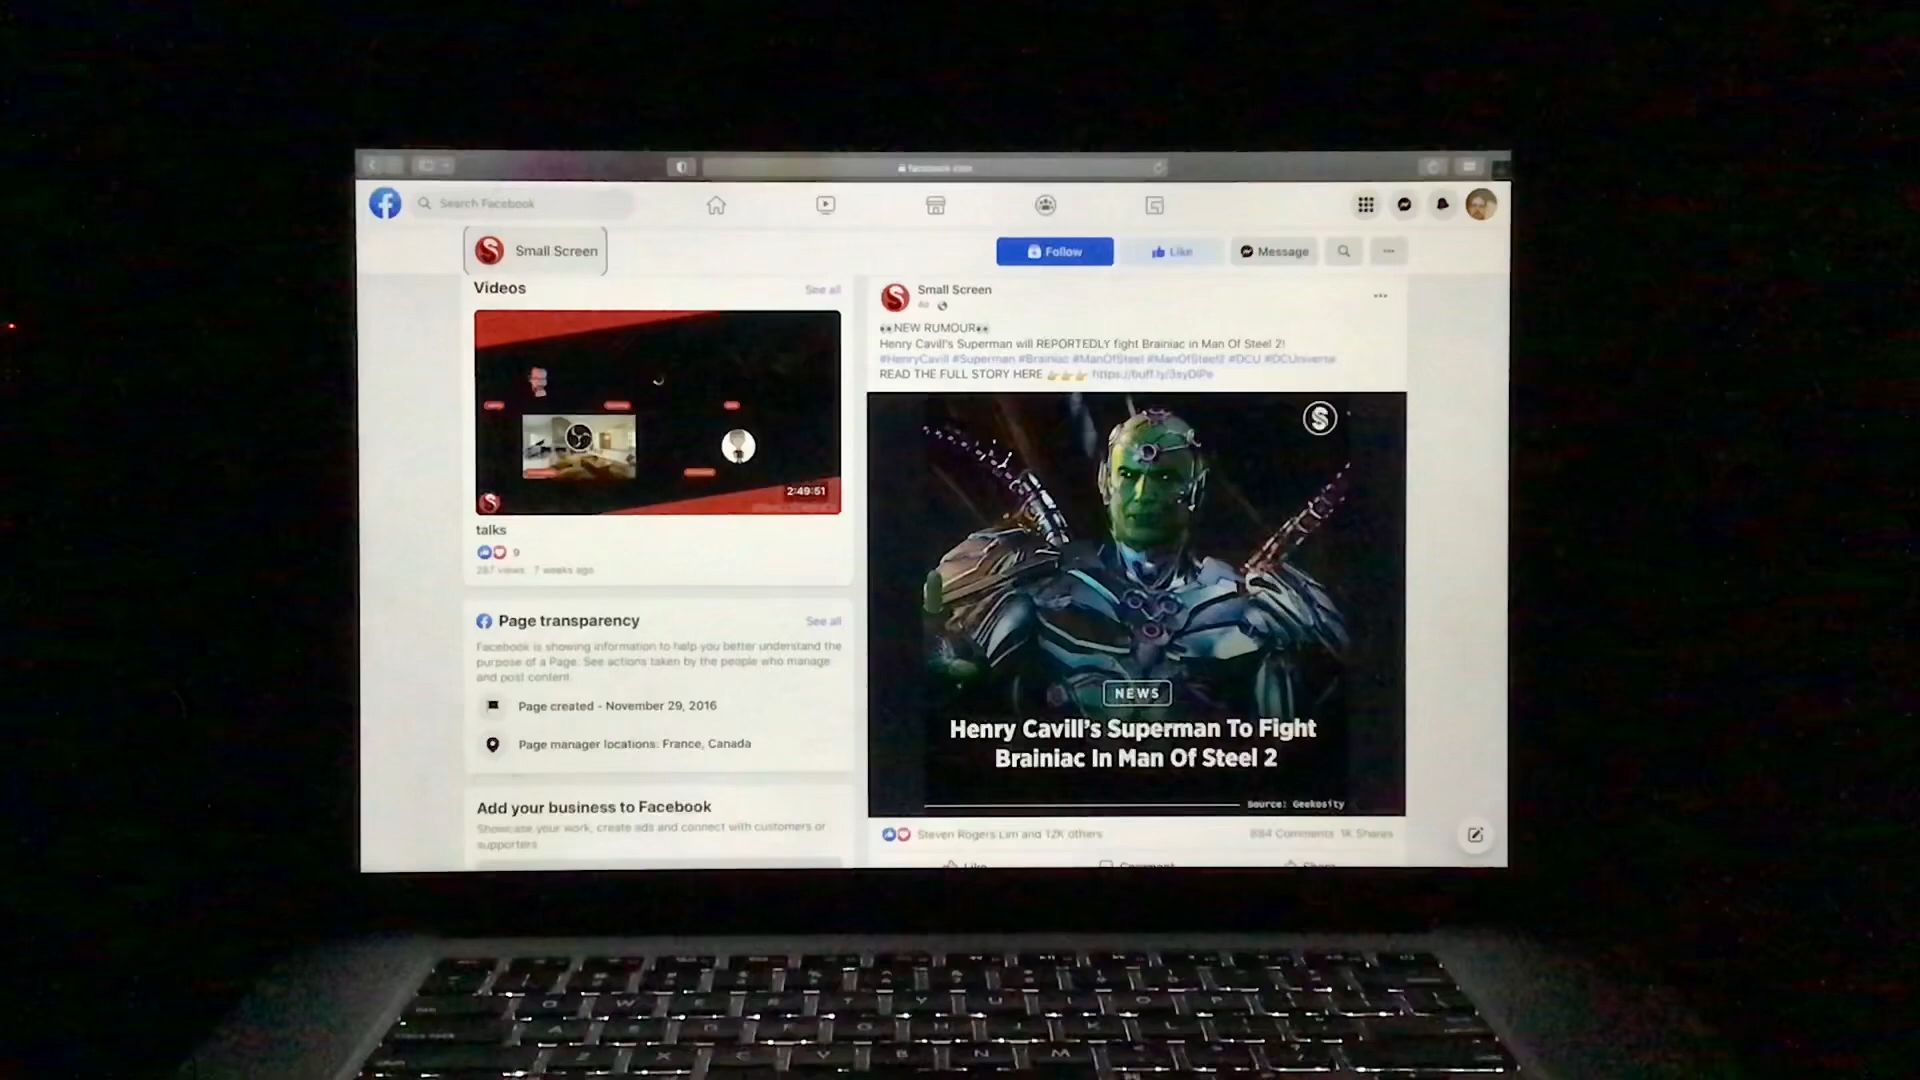 facebook.com
Search Facebook
Small Screen
Follow
Like
Message
Videos
See all
2:49:51
talks
9
287 views · 7 weeks ago
Page transparency
See all
Facebook is showing information to help you better understand the
purpose of a Page. See actions taken by the people who manage
and post content.
Page created - November 29, 2016
Page manager locations: France, Canada
Add your business to Facebook
Showcase your work, create ads and connect with customers or
supporters.
Small Screen
4d
👀NEW RUMOUR👀
Henry Cavill's Superman will REPORTEDLY fight Brainiac in Man Of Steel 2!
#HenryCavill #Superman #Brainiac #ManOfSteel #ManOfSteel2 #DCU #DCUniverse
READ THE FULL STORY HERE 👉👉👉 https://buff.ly/3syDiPe
NEWS
Henry Cavill's Superman To Fight
Brainiac In Man Of Steel 2
Source: Geekosity
Steven Rogers Lim and 12K others
884 Comments 1K Shares
Like
Comment
Share
Q W E R T Y U I O P
A S D F G H J K L
Z X C V B N M